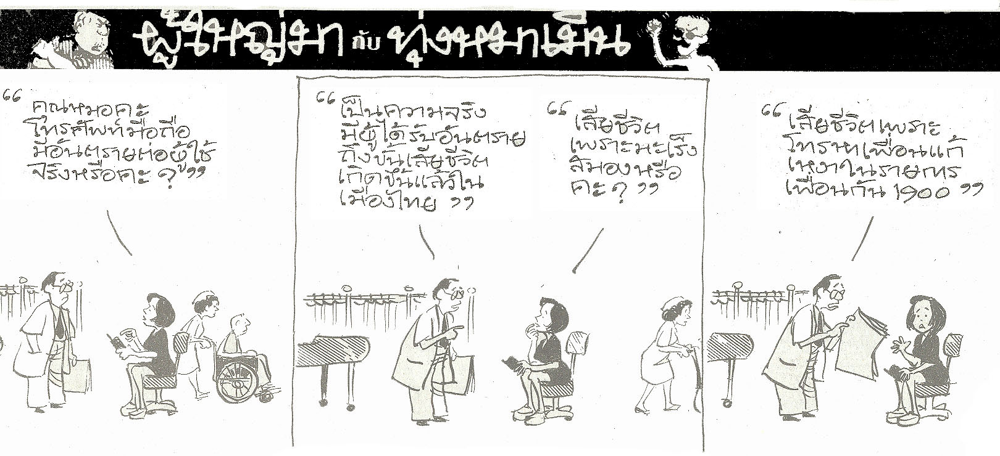 ผู้ใหญ่มา กับ ทุ่งหมาเมิน
“คุณหมอคะ
โทรศัพท์มือถือ
มีอันตรายต่อผู้ใช้
จริงหรือคะ ?”
“เป็นความจริง
มีผู้ได้รับอันตราย
ถึงขั้นเสียชีวิต
เกิดขึ้นแล้วใน
เมืองไทย”
“เสียชีวิต
เพราะมะเร็ง
สมองหรือ
คะ ?”
“เสียชีวิตเพราะ
โทรหาเพื่อนแก้
เหงาในรายการ
เพื่อนกัน 1900”